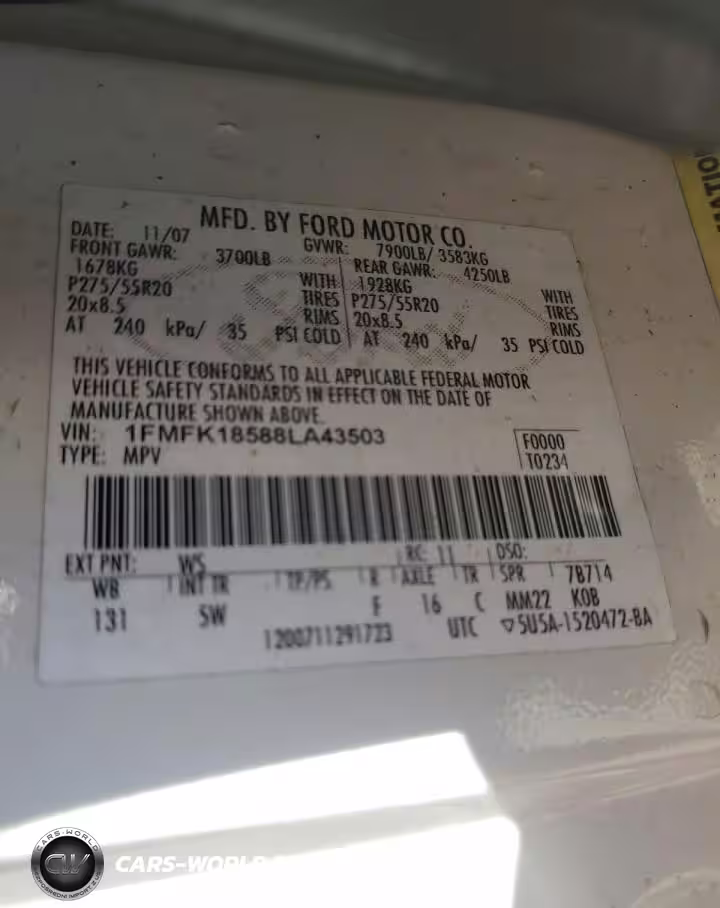 MFD. BY FORD MOTOR CO.
DATE: 11/07 GVWR: 7900LB/ 3583KG
FRONT GAWR: 3700LB REAR GAWR: 4250LB
1678KG WITH 1928KG WITH
P275/55R20 TIRES P275/55R20 TIRES
20x8.5 RIMS 20x8.5 RIMS
AT 240 kPa/ 35 PSI COLD AT 240 kPa/ 35 PSI COLD
THIS VEHICLE CONFORMS TO ALL APPLICABLE FEDERAL MOTOR
VEHICLE SAFETY STANDARDS IN EFFECT ON THE DATE OF
MANUFACTURE SHOWN ABOVE.
VIN: 1FMFK18588LA43503 F0000
TYPE: MPV T0234
EXT PNT: WS RC: 11 DSO:
WB INT TR TP/PS R AXLE TR SPR 7B714
131 5W F 16 C MM22 K0B
1200711291723 UTC ▽5U5A-1520472-BA
CARS-WORLD
CW
CARS-WORL